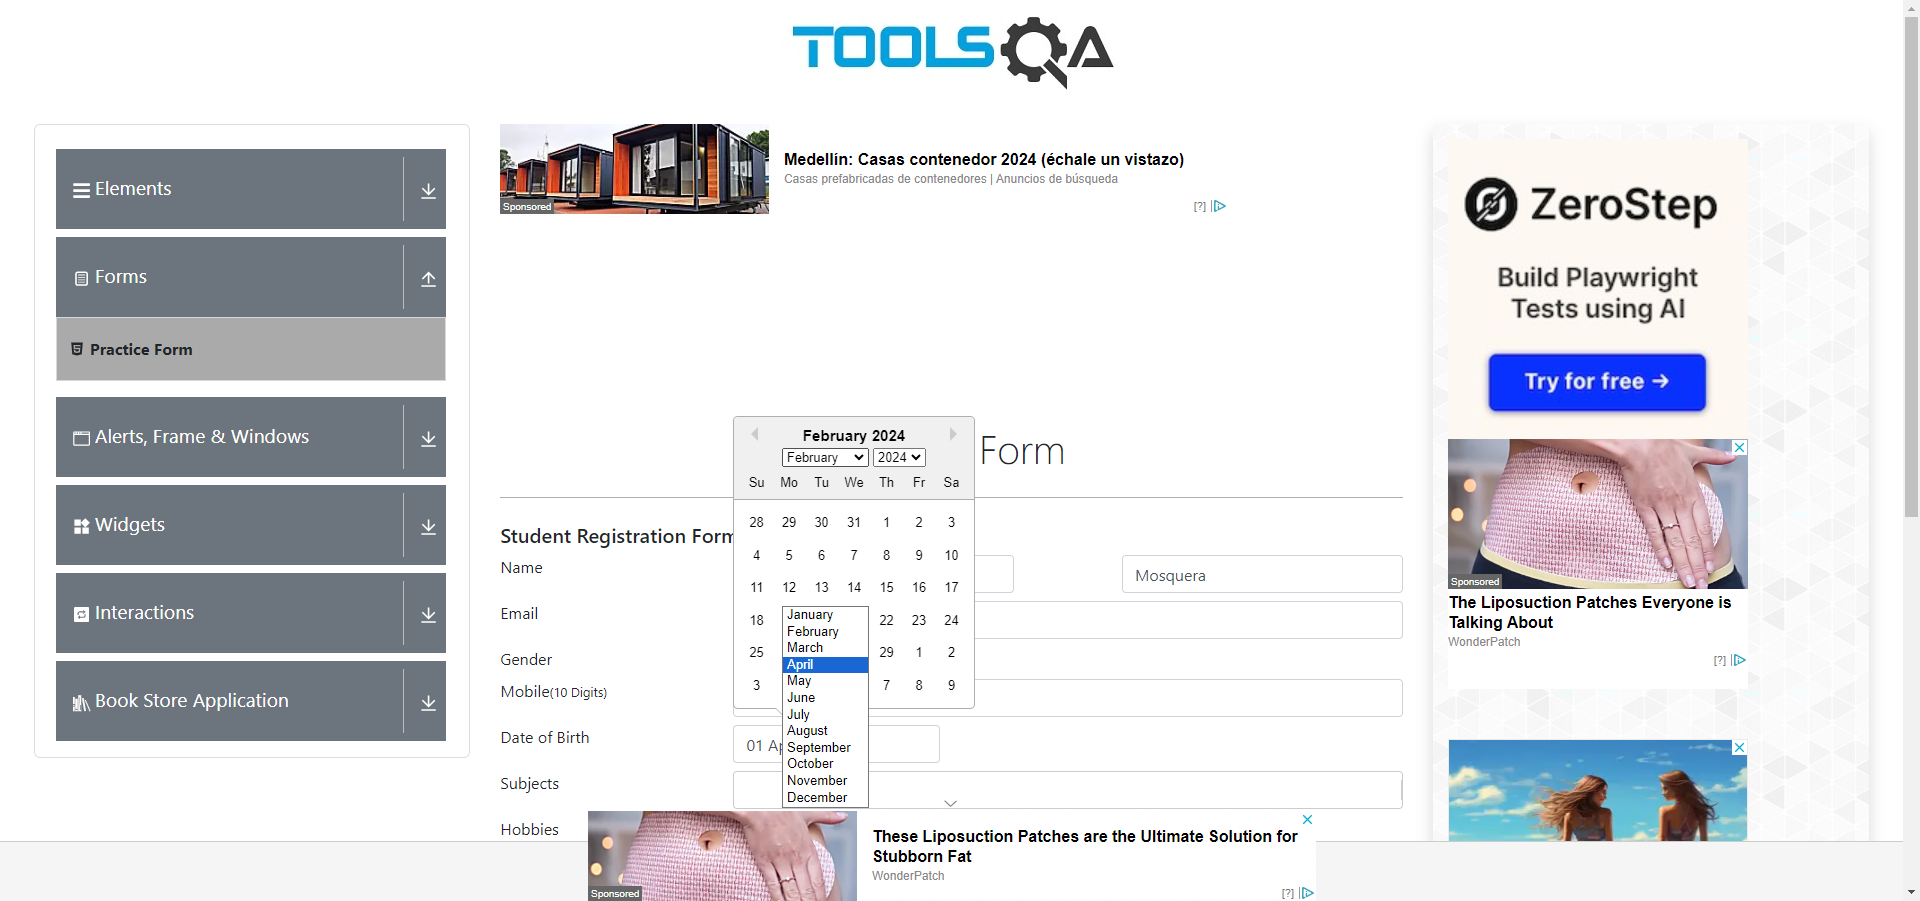 TOOLSQA
Elements
Forms
Practice Form
Alerts, Frame & Windows
Widgets
Interactions
Book Store Application
Sponsored
Medellín: Casas contenedor 2024 (échale un vistazo)
Casas prefabricadas de contenedores | Anuncios de búsqueda
[?]
Form
February 2024
February 2024
Su Mo Tu We Th Fr Sa
28 29 30 31 1 2 3
4 5 6 7 8 9 10
11 12 13 14 15 16 17
18 22 23 24
25 29 1 2
3 7 8 9
January
February
March
April
May
June
July
August
September
October
November
December
Student Registration Form
Name
Mosquera
Email
Gender
Mobile(10 Digits)
Date of Birth
01 Ap
Subjects
Hobbies
Sponsored
These Liposuction Patches are the Ultimate Solution for
Stubborn Fat
WonderPatch
[?]
ZeroStep
Build Playwright
Tests using AI
Try for free →
Sponsored
The Liposuction Patches Everyone is
Talking About
WonderPatch
[?]